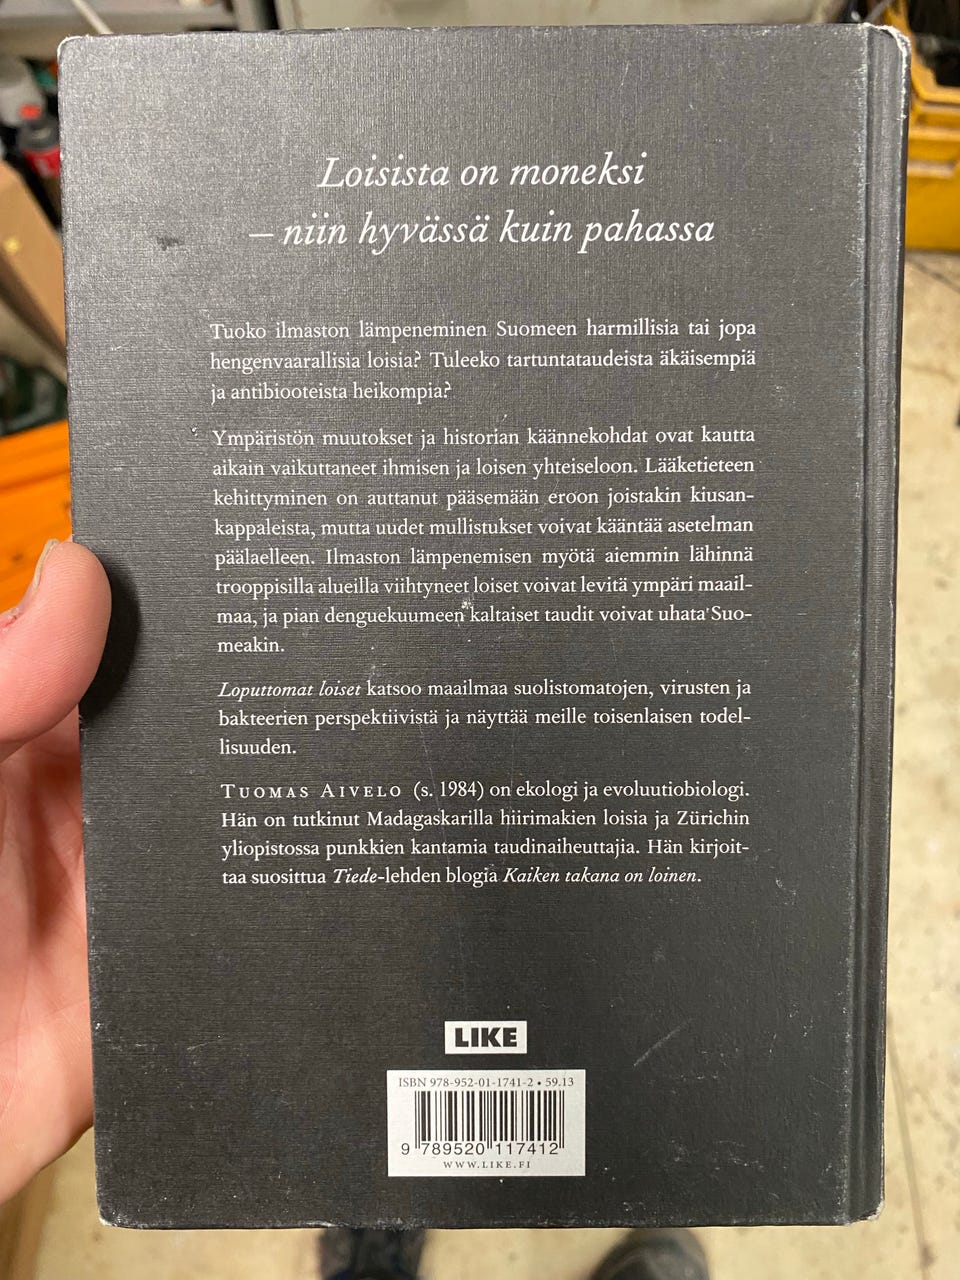 Loisista on moneksi
– niin hyvässä kuin pahassa
Tuoko ilmaston lämpeneminen Suomeen harmillisia tai jopa
hengenvaarallisia loisia? Tuleeko tartuntataudeista äkäisempiä
ja antibiooteista heikompia?
Ympäristön muutokset ja historian käännekohdat ovat kautta
aikain vaikuttaneet ihmisen ja loisen yhteiseloon. Lääketieteen
kehittyminen on auttanut pääsemään eroon joistakin kiusan-
kappaleista, mutta uudet mullistukset voivat kääntää asetelman
päälaelleen. Ilmaston lämpenemisen myötä aiemmin lähinnä
trooppisilla alueilla viihtyneet loiset voivat levitä ympäri maail-
maa, ja pian denguekuumeen kaltaiset taudit voivat uhata Suo-
meakin.
Loputtomat loiset katsoo maailmaa suolistomatojen, virusten ja
bakteerien perspektiivistä ja näyttää meille toisenlaisen todel-
lisuuden.
TUOMAS AIVELO (s. 1984) on ekologi ja evoluutiobiologi.
Hän on tutkinut Madagaskarilla hiirimakien loisia ja Zürichin
yliopistossa punkkien kantamia taudinaiheuttajia. Hän kirjoit-
taa suosittua Tiede-lehden blogia Kaiken takana on loinen.
LIKE
ISBN 978-952-01-1741-2 • 59.13
9 789520 117412
WWW.LIKE.FI